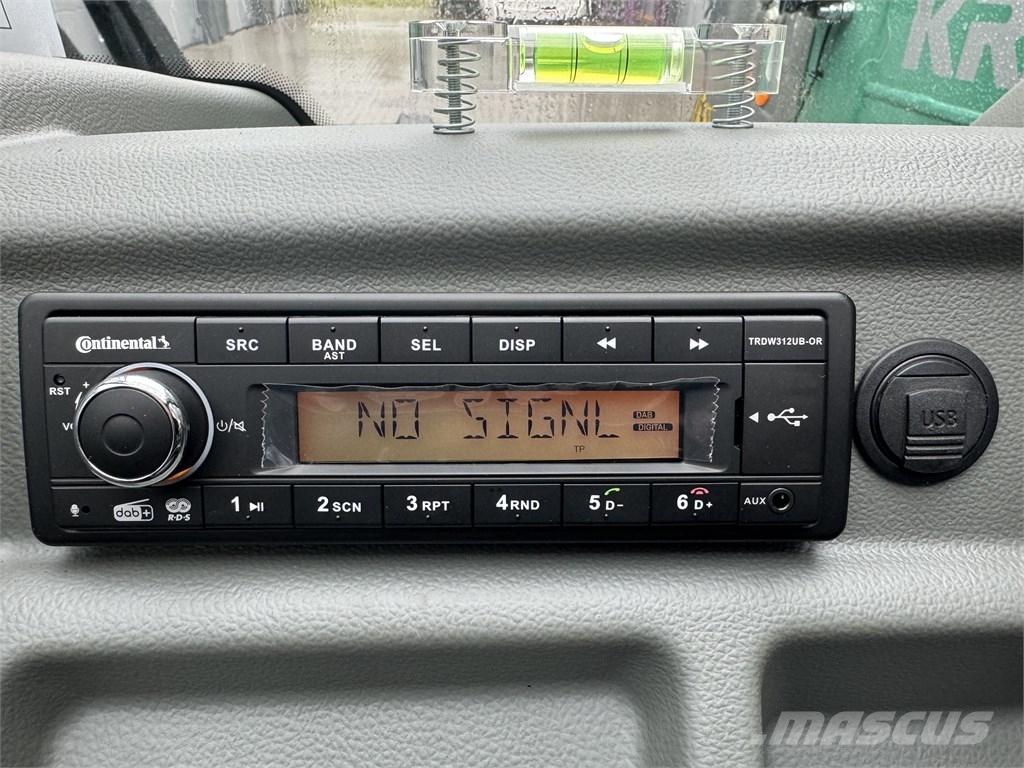 KR
Continental
SRC
BAND
AST
SEL
DISP
TRDW312UB-OR
RST
+
NO SIGNL
DAB
DIGITAL
TP
USB
dab+
R·D·S
1
2 SCN
3 RPT
4 RND
5 D-
6 D+
AUX
MASCUS